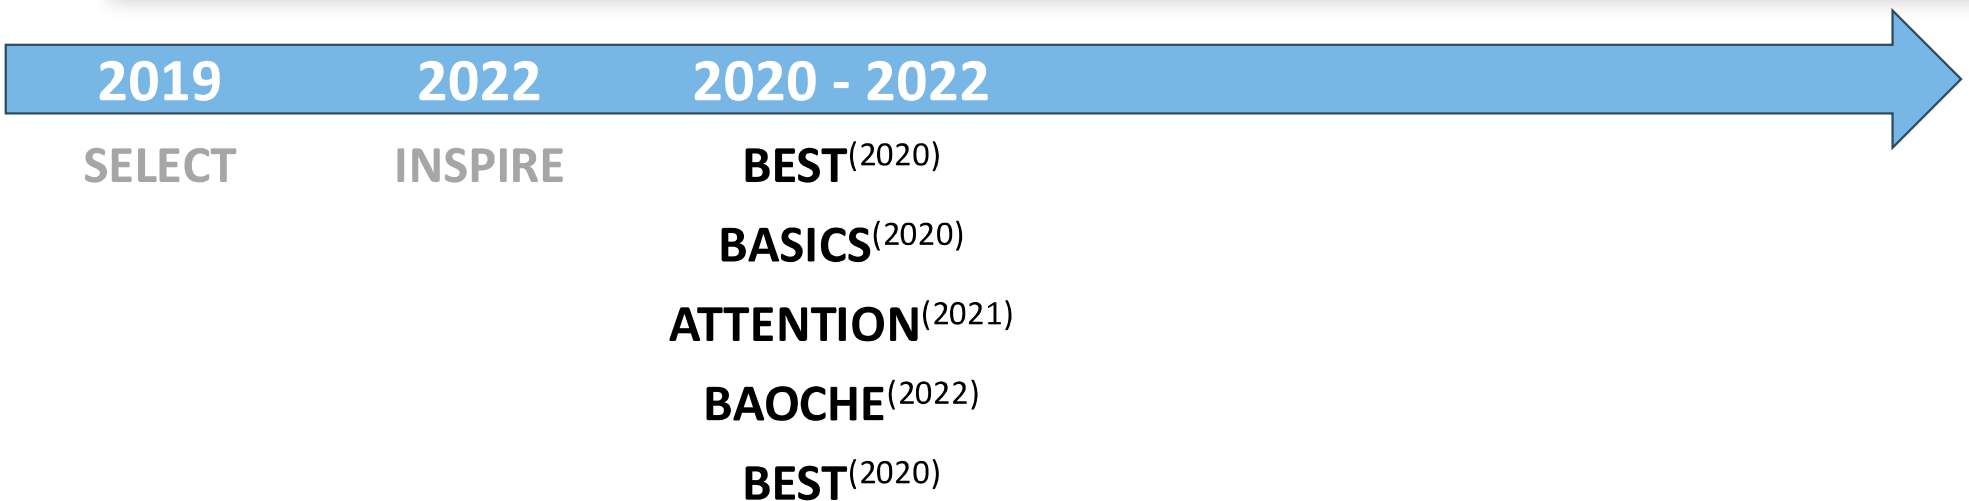 2019 2022 2020 - 2022
SELECT INSPIRE BEST(2020)
BASICS(2020)
ATTENTION(2021)
BAOCHE(2022)
BEST(2020)